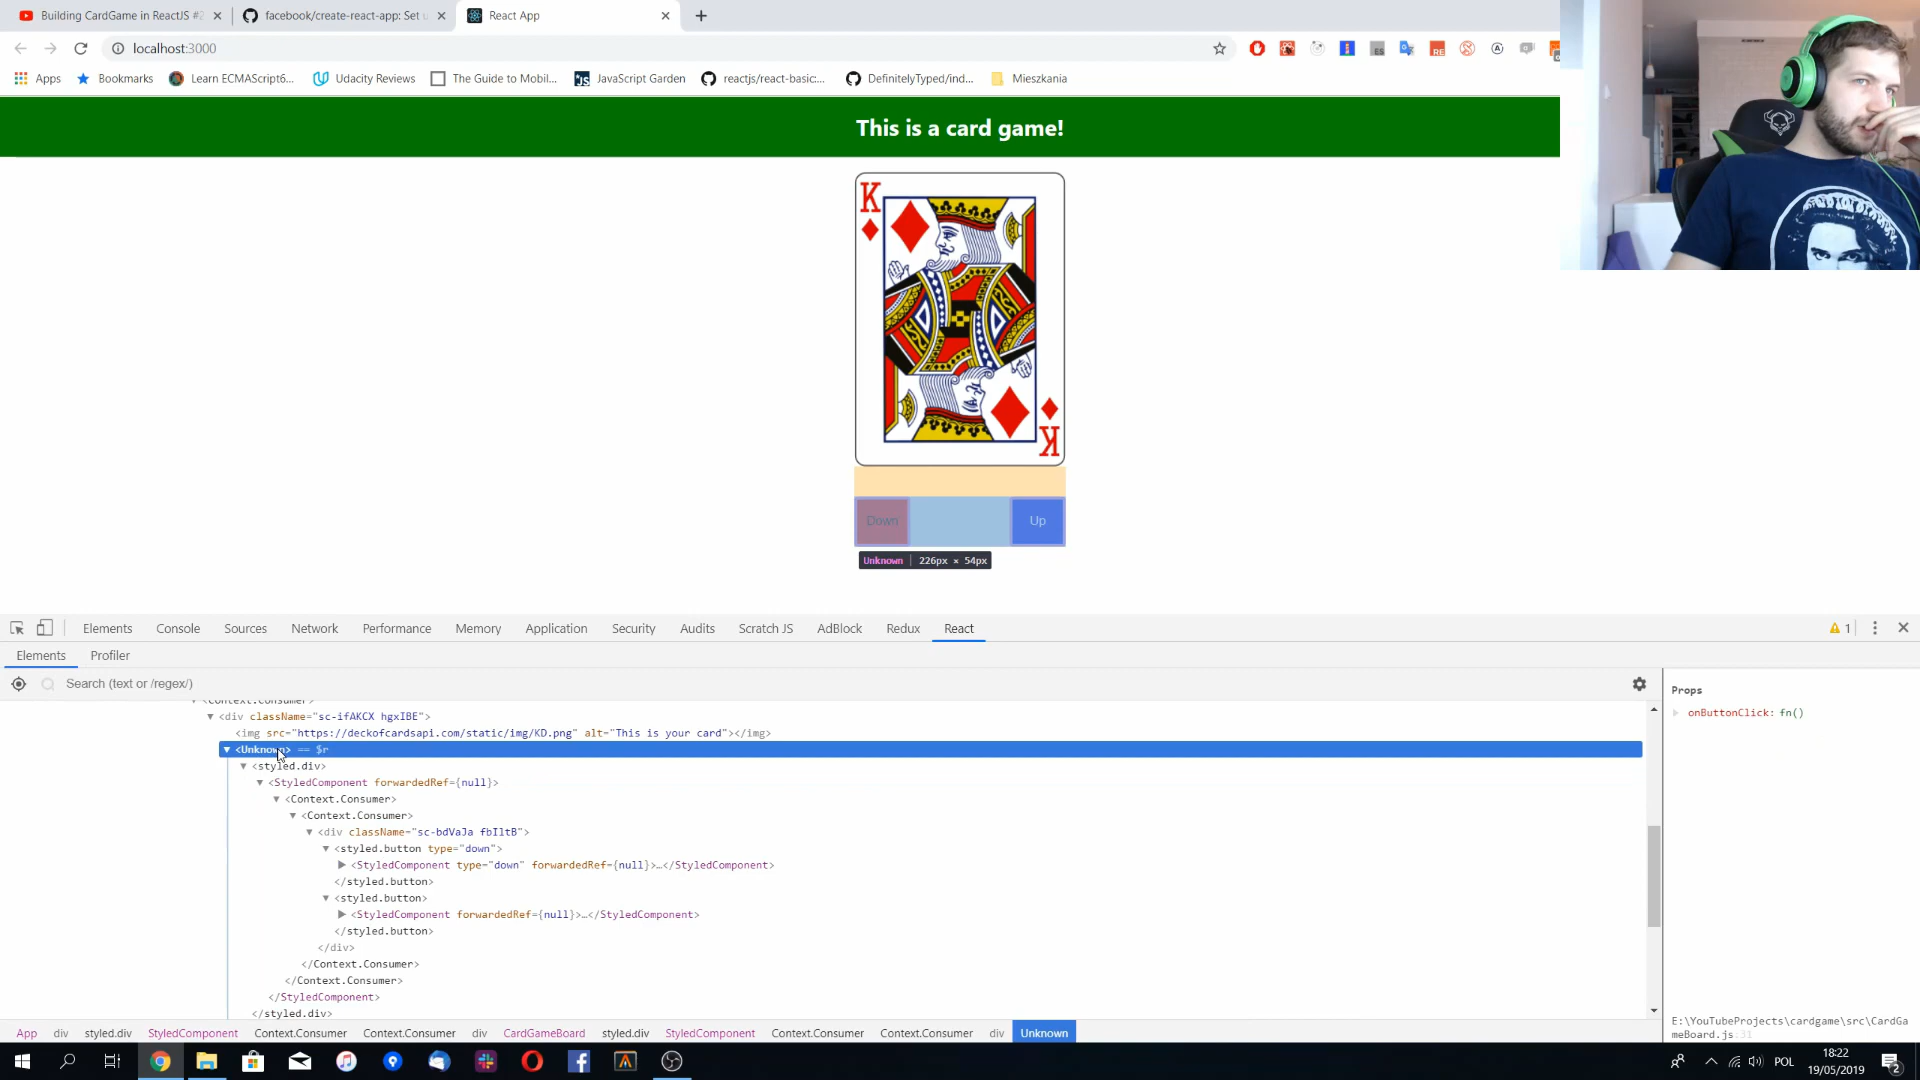 Building CardGame in ReactJS #2
facebook/create-react-app: Set u
React App
localhost:3000
Apps
Bookmarks
Learn ECMAScript6...
Udacity Reviews
The Guide to Mobil...
JavaScript Garden
reactjs/react-basic:...
DefinitelyTyped/ind...
Mieszkania
This is a card game!
K
K
Down
Up
Unknown | 226px × 54px
Elements
Console
Sources
Network
Performance
Memory
Application
Security
Audits
Scratch JS
AdBlock
Redux
React
1
Elements
Profiler
Search (text or /regex/)
<Context.Consumer>
<div className="sc-ifAKCX hgxIBE">
<img src="https://deckofcardsapi.com/static/img/KD.png" alt="This is your card"></img>
<Unknown> == $r
<styled.div>
<StyledComponent forwardedRef={null}>
<Context.Consumer>
<Context.Consumer>
<div className="sc-bdVaJa fbIltB">
<styled.button type="down">
<StyledComponent type="down" forwardedRef={null}>…</StyledComponent>
</styled.button>
<styled.button>
<StyledComponent forwardedRef={null}>…</StyledComponent>
</styled.button>
</div>
</Context.Consumer>
</Context.Consumer>
</StyledComponent>
</styled.div>
Props
onButtonClick: fn()
E:\YouTubeProjects\cardgame\src\CardGa
meBoard.js:31
App
div
styled.div
StyledComponent
Context.Consumer
Context.Consumer
div
CardGameBoard
styled.div
StyledComponent
Context.Consumer
Context.Consumer
div
Unknown
POL
18:22
19/05/2019
2